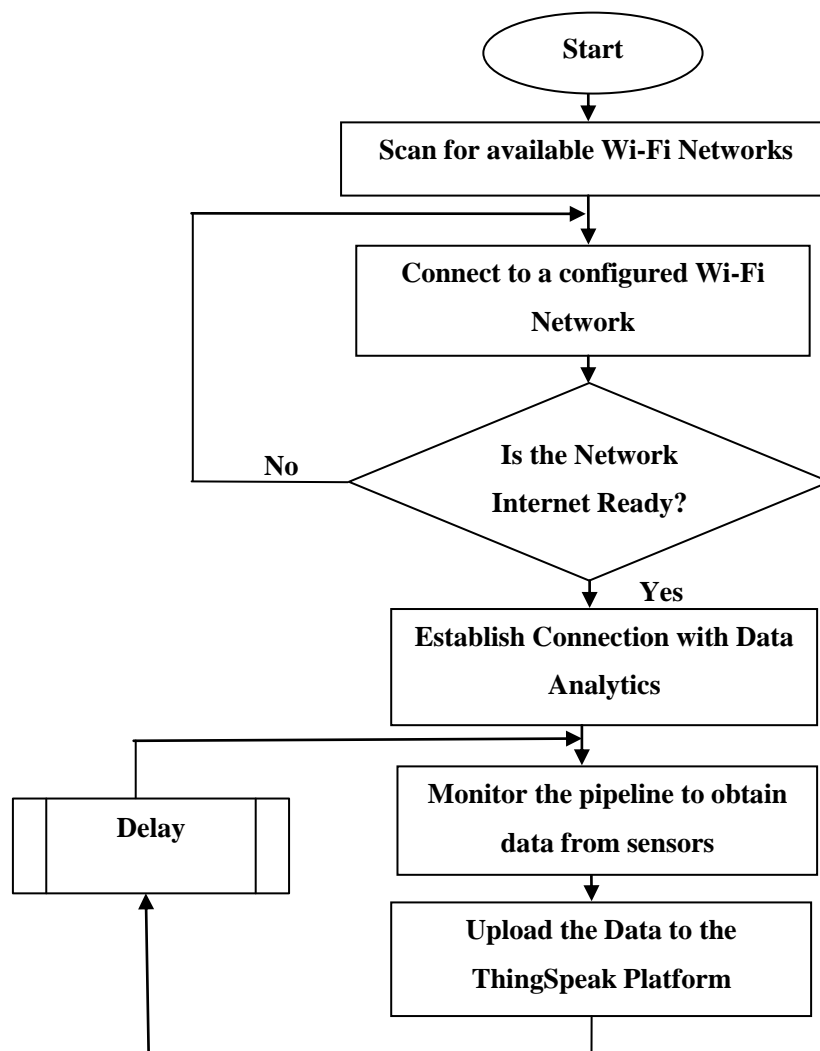 Start
Scan for available Wi-Fi Networks
Connect to a configured Wi-Fi
Network
No
Is the Network
Internet Ready?
Yes
Establish Connection with Data
Analytics
Monitor the pipeline to obtain
data from sensors
Delay
Upload the Data to the
ThingSpeak Platform